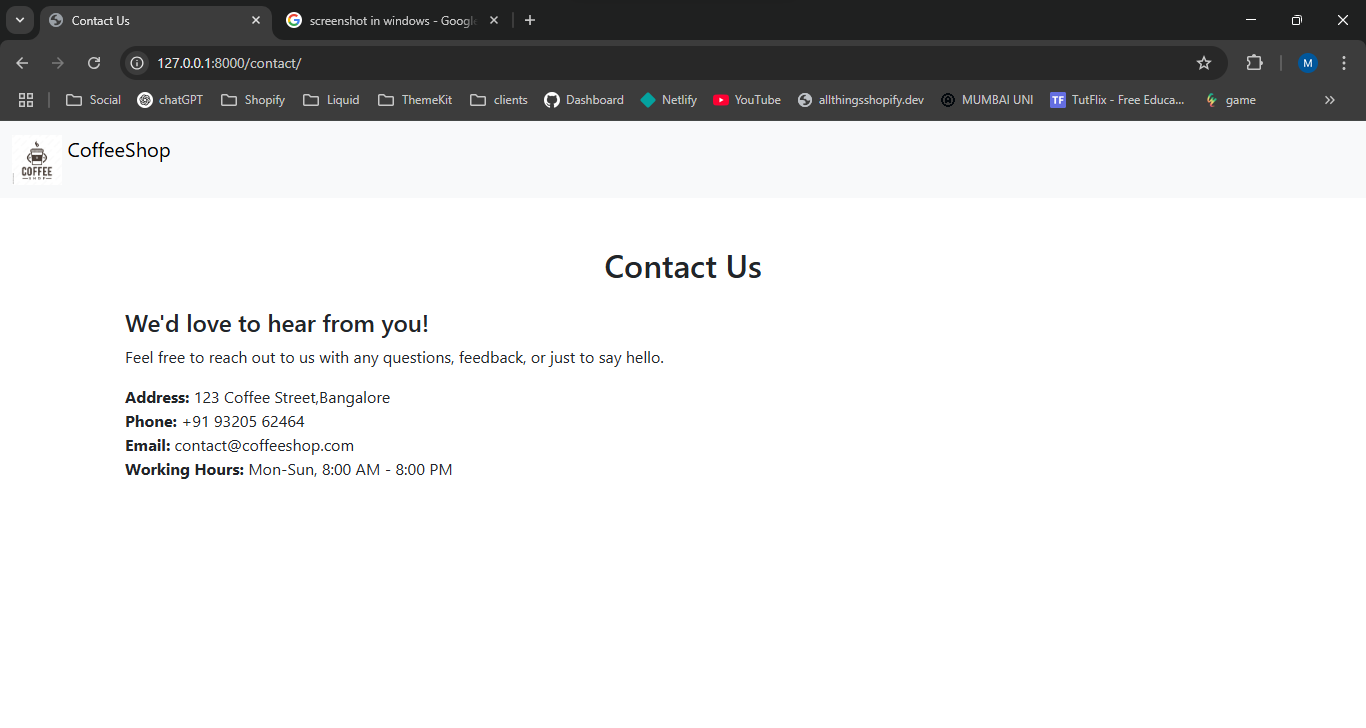 Contact Us
screenshot in windows - Googl
127.0.0.1:8000/contact/
M
Social
chatGPT
Shopify
Liquid
ThemeKit
clients
Dashboard
Netlify
YouTube
allthingsshopify.dev
MUMBAI UNI
TF
TutFlix - Free Educa...
game
COFFEE
SHOP
CoffeeShop
Contact Us
We'd love to hear from you!
Feel free to reach out to us with any questions, feedback, or just to say hello.
Address: 123 Coffee Street,Bangalore
Phone: +91 93205 62464
Email: contact@coffeeshop.com
Working Hours: Mon-Sun, 8:00 AM - 8:00 PM